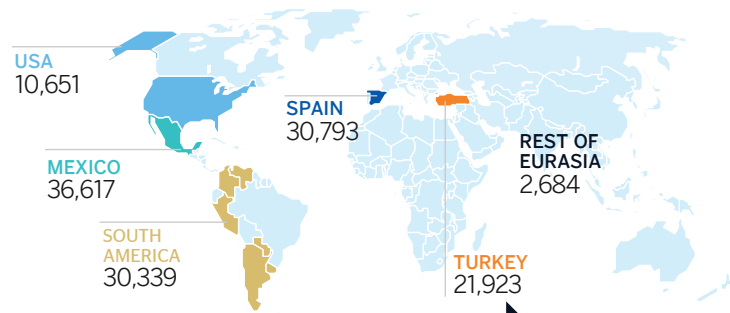 USA
10,651
SPAIN
30,793
REST OF
EURASIA
2,684
MEXICO
36,617
SOUTH
AMERICA
30,339
TURKEY
21,923